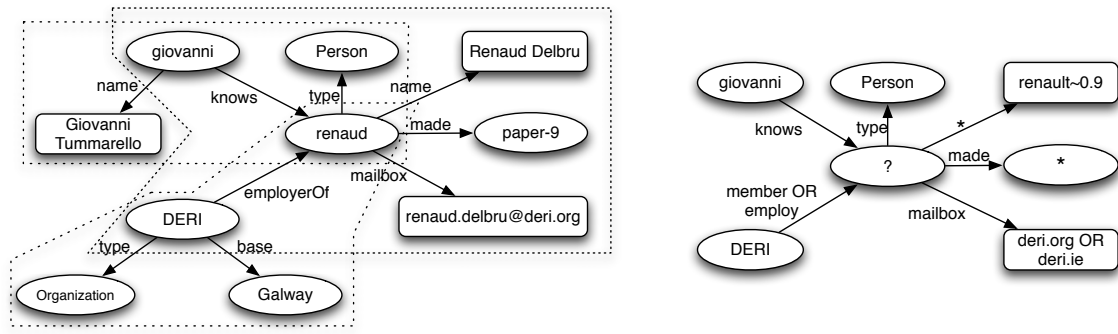 giovanni
Person
Renaud Delbru
name
knows
type
name
Giovanni
Tummarello
renaud
made
paper-9
employerOf
mailbox
DERI
renaud.delbru@deri.org
type
base
Organization
Galway
giovanni
Person
renault~0.9
knows
type
*
?
made
*
member OR
employ
mailbox
DERI
deri.org OR
deri.ie